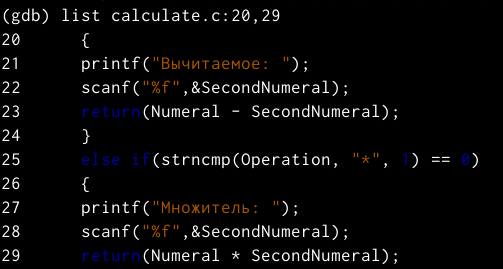 (gdb) list calculate.c:20,29
20 {
21 printf("Вычитаемое: ");
22 scanf("%f",&SecondNumeral);
23 return(Numeral - SecondNumeral);
24 }
25 else if(strncmp(Operation, "*", 1) == 0)
26 {
27 printf("Множитель: ");
28 scanf("%f",&SecondNumeral);
29 return(Numeral * SecondNumeral);